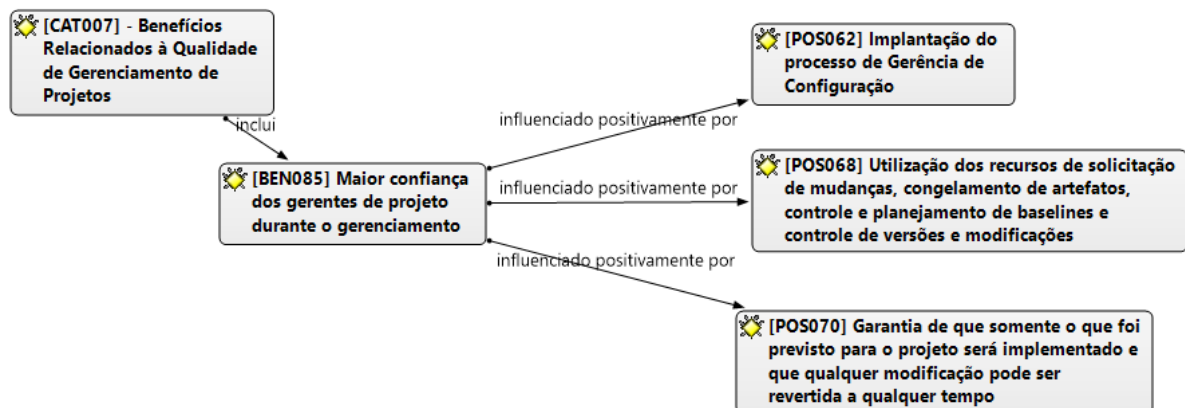 [CAT007] - Benefícios
Relacionados à Qualidade
de Gerenciamento de
Projetos
inclui
[BEN085] Maior confiança
dos gerentes de projeto
durante o gerenciamento
influenciado positivamente por
[POS062] Implantação do
processo de Gerência de
Configuração
influenciado positivamente por
[POS068] Utilização dos recursos de solicitação
de mudanças, congelamento de artefatos,
controle e planejamento de baselines e
controle de versões e modificações
influenciado positivamente por
[POS070] Garantia de que somente o que foi
previsto para o projeto será implementado e
que qualquer modificação pode ser
revertida a qualquer tempo